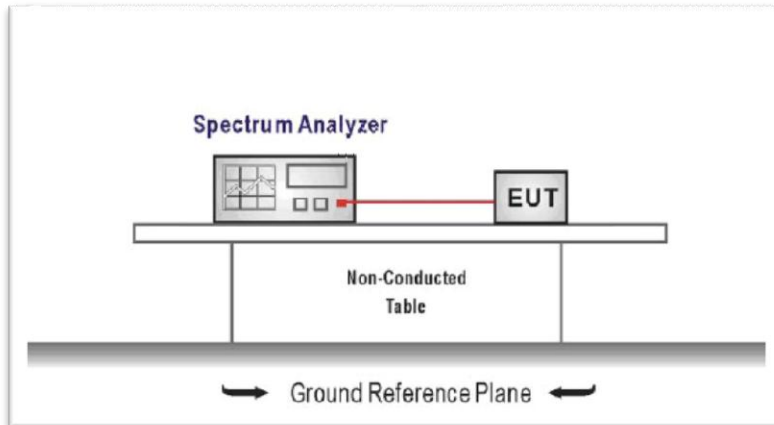 Spectrum Analyzer
EUT
Non-Conducted
Table
Ground Reference Plane